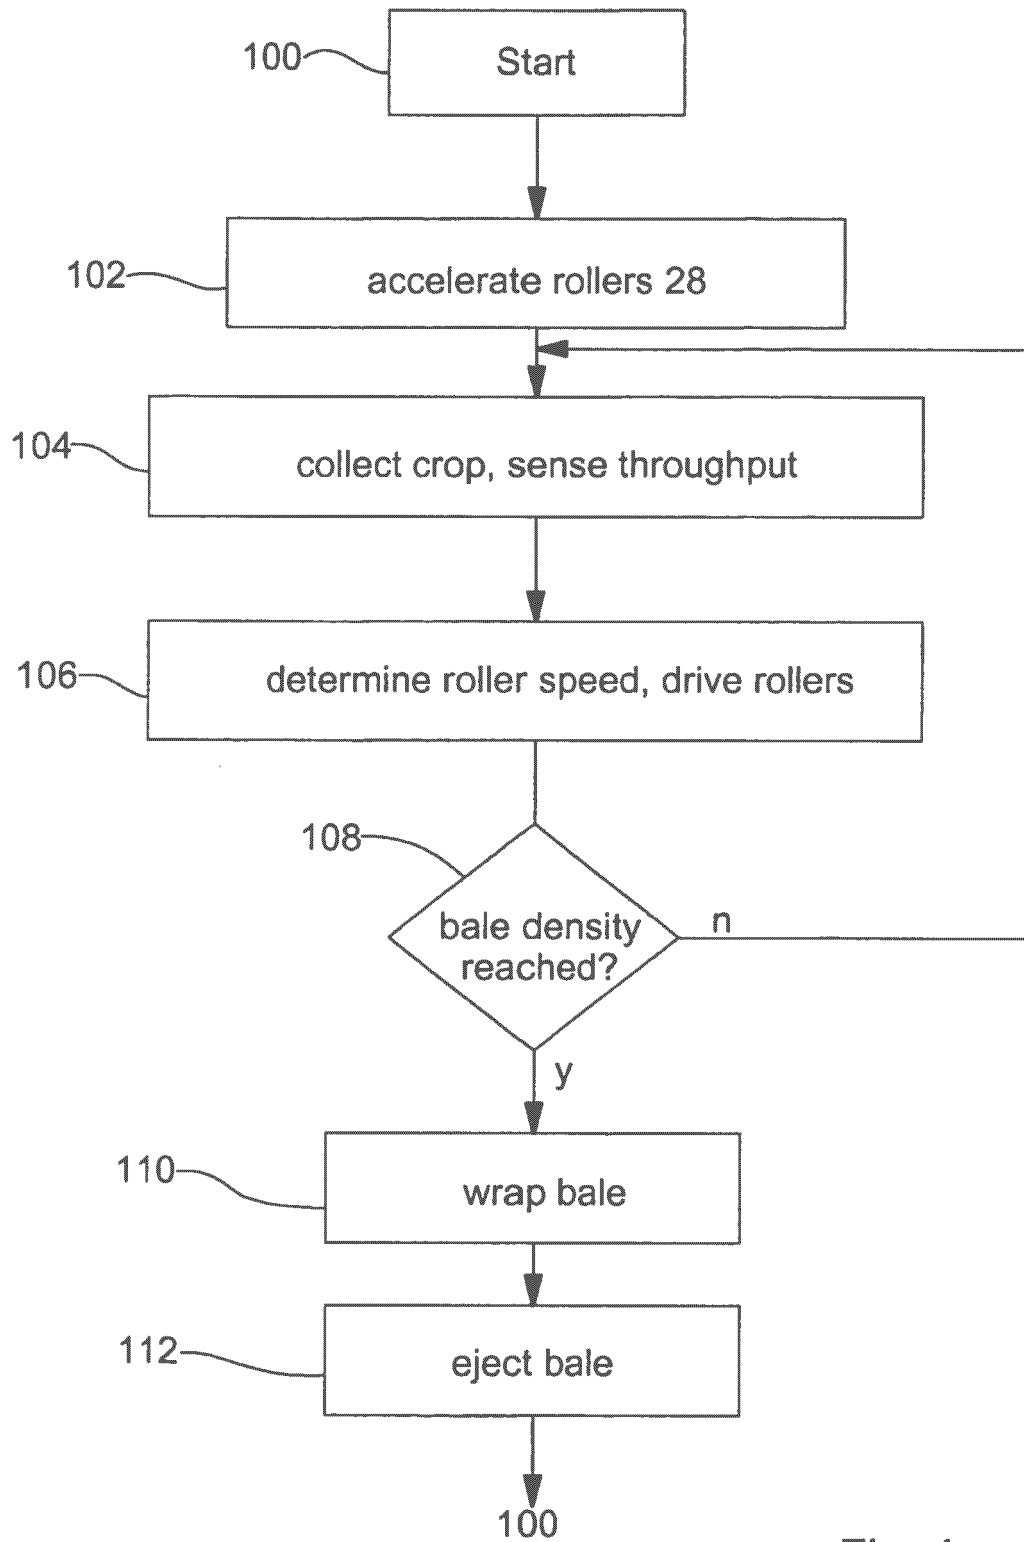 100
Start
102
accelerate rollers 28
104
collect crop, sense throughput
106
determine roller speed, drive rollers
108
bale density
reached?
n
y
110
wrap bale
112
eject bale
100